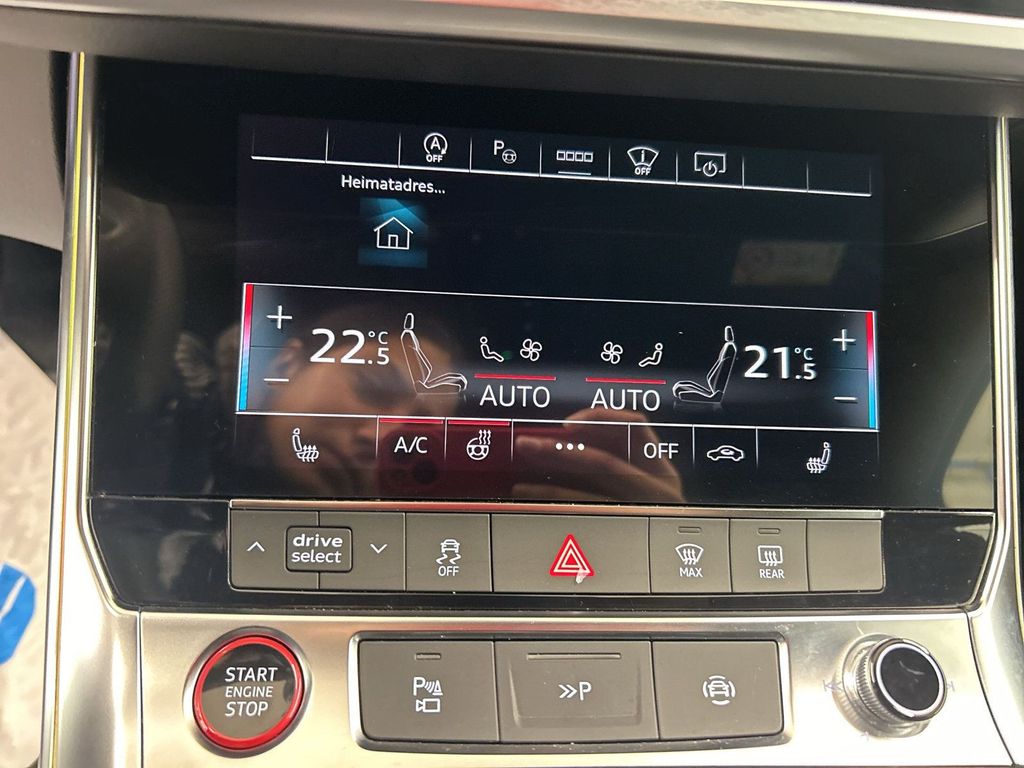 A
OFF
P
i
OFF
Heimatadres...
+
22.5 °C
−
AUTO
AUTO
+
21.5 °C
−
A/C
...
OFF
drive
select
OFF
MAX
REAR
START
ENGINE
STOP
P
»P